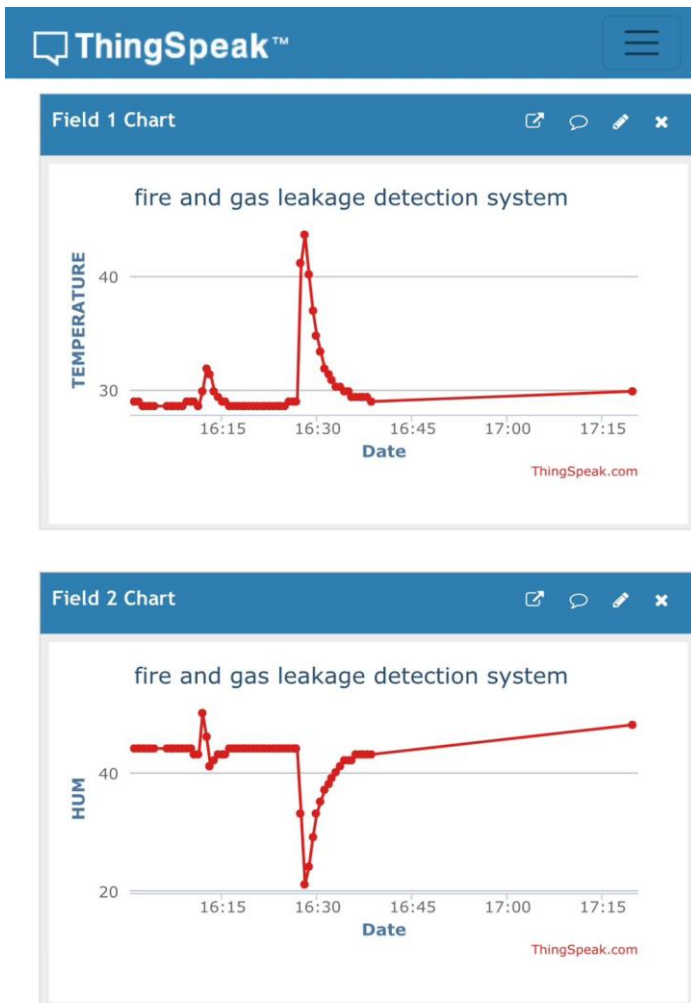 ThingSpeak™
Field 1 Chart
fire and gas leakage detection system
TEMPERATURE
40
30
16:15 16:30 16:45 17:00 17:15
Date
ThingSpeak.com
Field 2 Chart
fire and gas leakage detection system
HUM
40
20
16:15 16:30 16:45 17:00 17:15
Date
ThingSpeak.com